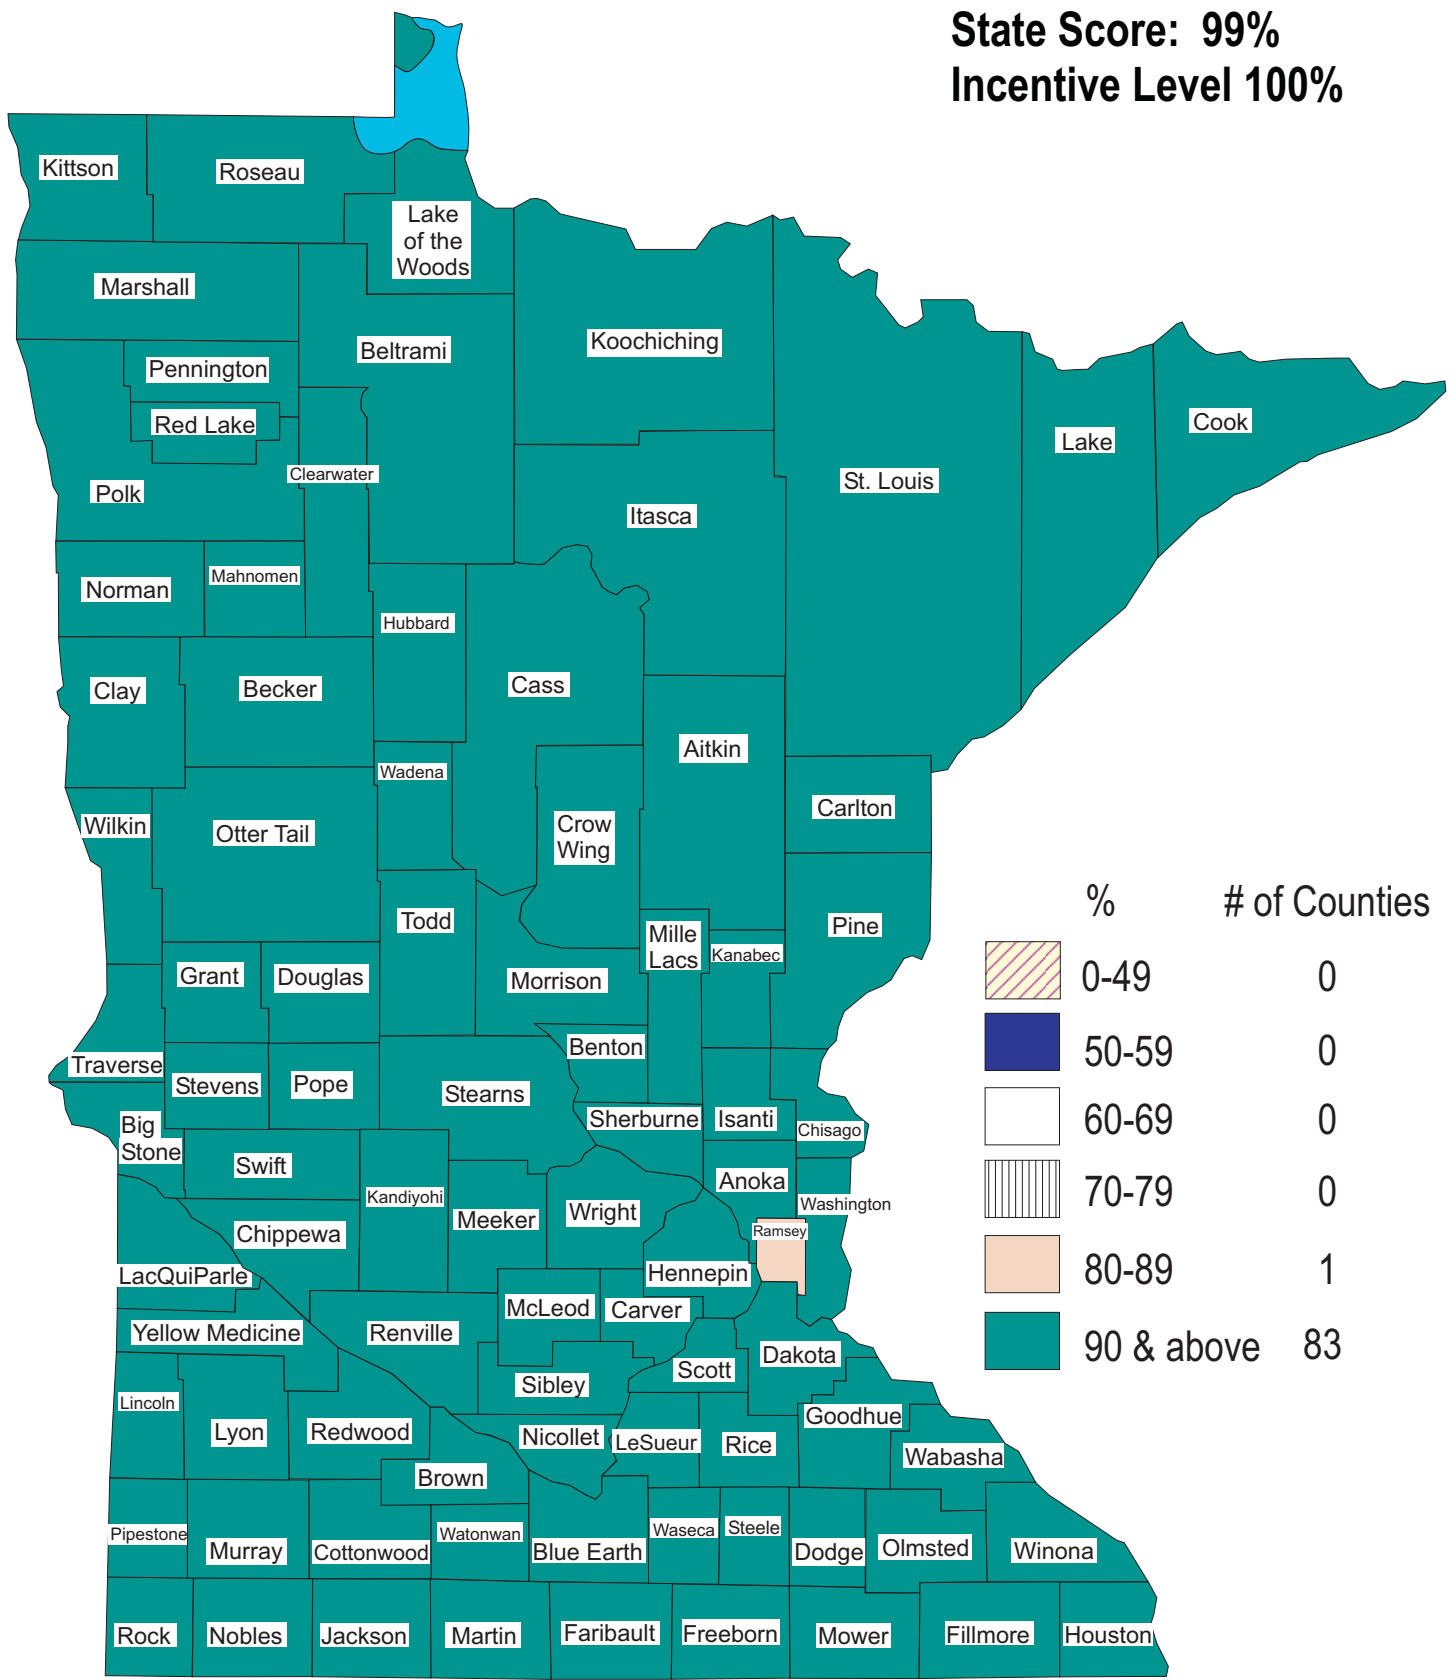 State Score: 99%
Incentive Level 100%
Kittson
Roseau
Lake
of the
Woods
Marshall
Koochiching
Beltrami
Pennington
Red Lake
Cook
Lake
Clearwater
St. Louis
Polk
Itasca
Mahnomen
Norman
Hubbard
Cass
Clay
Becker
Aitkin
Wadena
Carlton
Wilkin
Otter Tail
Crow
Wing
% # of Counties
0-49 0
50-59 0
60-69 0
70-79 0
80-89 1
90 & above 83
Todd
Pine
Mille
Lacs
Kanabec
Grant
Douglas
Morrison
Benton
Traverse
Stevens
Pope
Stearns
Sherburne
Isanti
Chisago
Big
Stone
Swift
Kandiyohi
Anoka
Washington
Meeker
Wright
Ramsey
Chippewa
LacQuiParle
Hennepin
McLeod
Carver
Yellow Medicine
Renville
Dakota
Scott
Sibley
Lincoln
Goodhue
Lyon
Redwood
Nicollet
LeSueur
Rice
Wabasha
Brown
Pipestone
Watonwan
Waseca
Steele
Murray
Cottonwood
Blue Earth
Dodge
Olmsted
Winona
Rock
Nobles
Jackson
Martin
Faribault
Freeborn
Mower
Fillmore
Houston